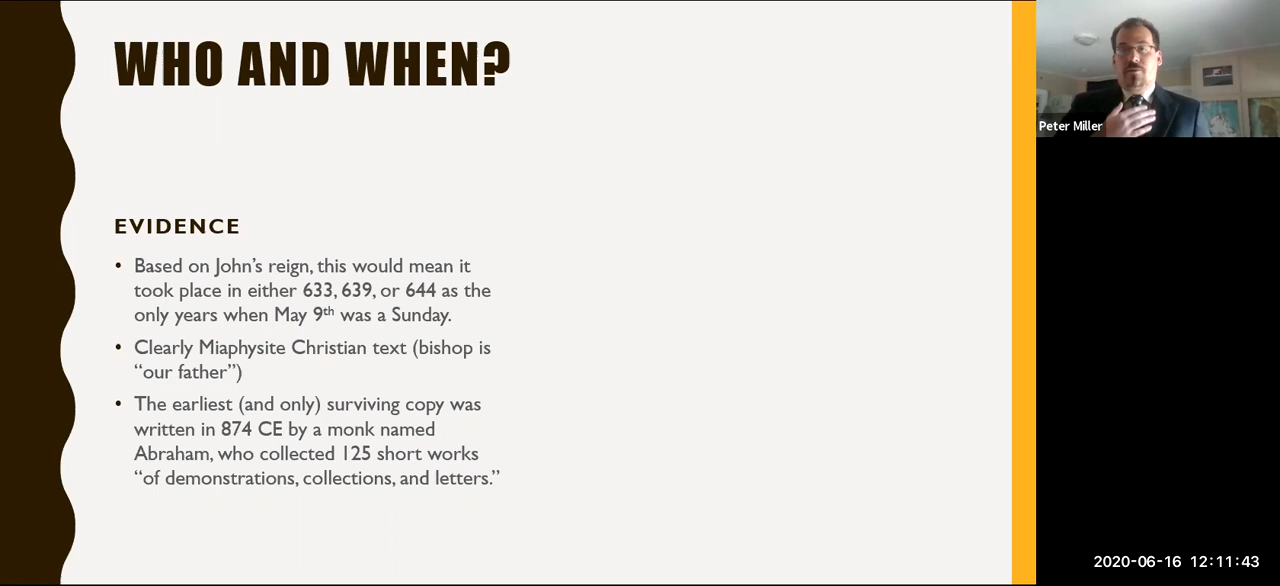 WHO AND WHEN?
EVIDENCE
• Based on John's reign, this would mean it
took place in either 633, 639, or 644 as the
only years when May 9th was a Sunday.
• Clearly Miaphysite Christian text (bishop is
“our father”)
• The earliest (and only) surviving copy was
written in 874 CE by a monk named
Abraham, who collected 125 short works
“of demonstrations, collections, and letters.”
Peter Miller
2020-06-16 12:11:43